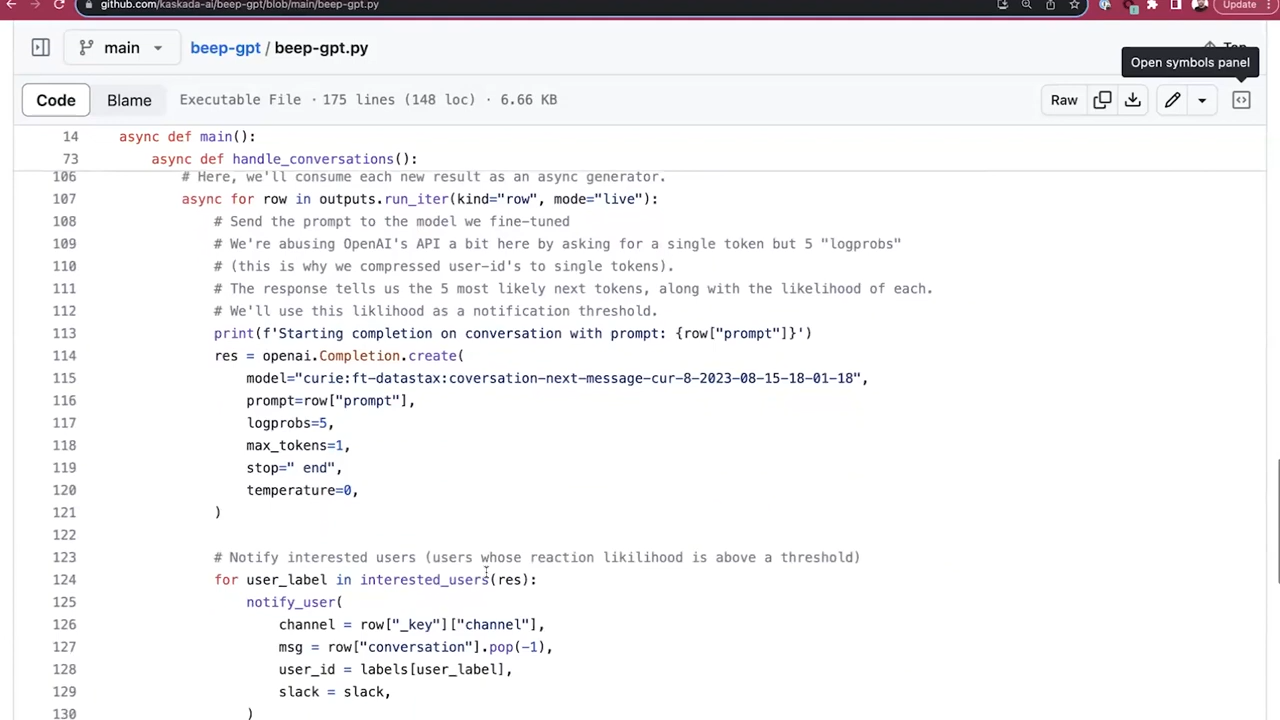 github.com/kaskada-ai/beep-gpt/blob/main/beep-gpt.py
Update
main
beep-gpt / beep-gpt.py
Top
Open symbols panel
Code
Blame
Executable File · 175 lines (148 loc) · 6.66 KB
Raw
14 async def main():
73 async def handle_conversations():
106 # Here, we'll consume each new result as an async generator.
107 async for row in outputs.run_iter(kind="row", mode="live"):
108 # Send the prompt to the model we fine-tuned
109 # We're abusing OpenAI's API a bit here by asking for a single token but 5 "logprobs"
110 # (this is why we compressed user-id's to single tokens).
111 # The response tells us the 5 most likely next tokens, along with the likelihood of each.
112 # We'll use this liklihood as a notification threshold.
113 print(f'Starting completion on conversation with prompt: {row["prompt"]}')
114 res = openai.Completion.create(
115 model="curie:ft-datastax:coversation-next-message-cur-8-2023-08-15-18-01-18",
116 prompt=row["prompt"],
117 logprobs=5,
118 max_tokens=1,
119 stop=" end",
120 temperature=0,
121 )
122
123 # Notify interested users (users whose reaction likilihood is above a threshold)
124 for user_label in interested_users(res):
125 notify_user(
126 channel = row["_key"]["channel"],
127 msg = row["conversation"].pop(-1),
128 user_id = labels[user_label],
129 slack = slack,
130 )